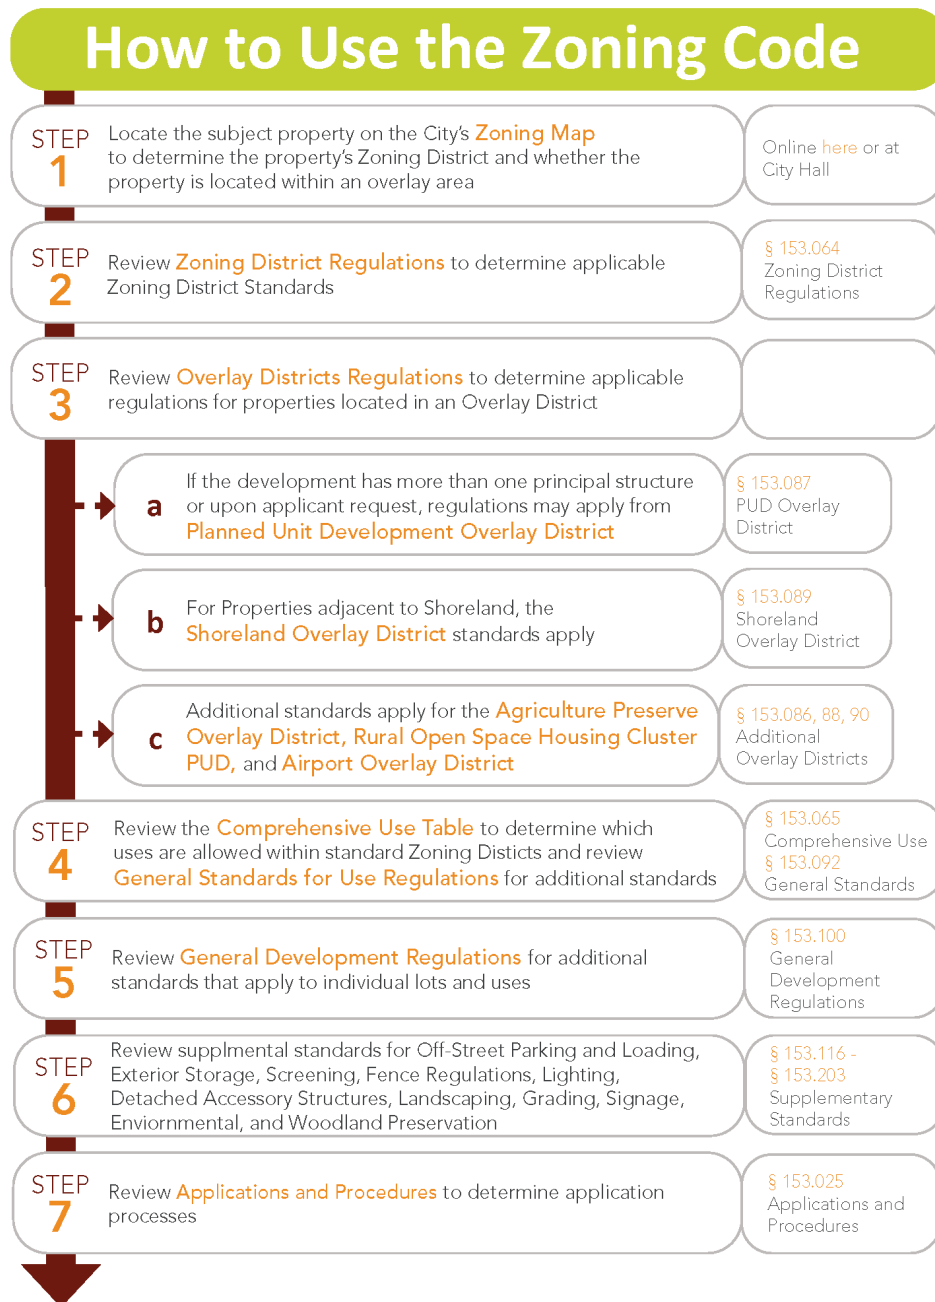 How to Use the Zoning Code
STEP
1
Locate the subject property on the City's Zoning Map
to determine the property's Zoning District and whether the
property is located within an overlay area
Online here or at
City Hall
STEP
2
Review Zoning District Regulations to determine applicable
Zoning District Standards
§ 153.064
Zoning District
Regulations
STEP
3
Review Overlay Districts Regulations to determine applicable
regulations for properties located in an Overlay District
a
If the development has more than one principal structure
or upon applicant request, regulations may apply from
Planned Unit Development Overlay District
§ 153.087
PUD Overlay
District
b
For Properties adjacent to Shoreland, the
Shoreland Overlay District standards apply
§ 153.089
Shoreland
Overlay District
c
Additional standards apply for the Agriculture Preserve
Overlay District, Rural Open Space Housing Cluster
PUD, and Airport Overlay District
§ 153.086, 88, 90
Additional
Overlay Districts
STEP
4
Review the Comprehensive Use Table to determine which
uses are allowed within standard Zoning Disticts and review
General Standards for Use Regulations for additional standards
§ 153.065
Comprehensive Use
§ 153.092
General Standards
STEP
5
Review General Development Regulations for additional
standards that apply to individual lots and uses
§ 153.100
General
Development
Regulations
STEP
6
Review supplmental standards for Off-Street Parking and Loading,
Exterior Storage, Screening, Fence Regulations, Lighting,
Detached Accessory Structures, Landscaping, Grading, Signage,
Enviornmental, and Woodland Preservation
§ 153.116 -
§ 153.203
Supplementary
Standards
STEP
7
Review Applications and Procedures to determine application
processes
§ 153.025
Applications and
Procedures